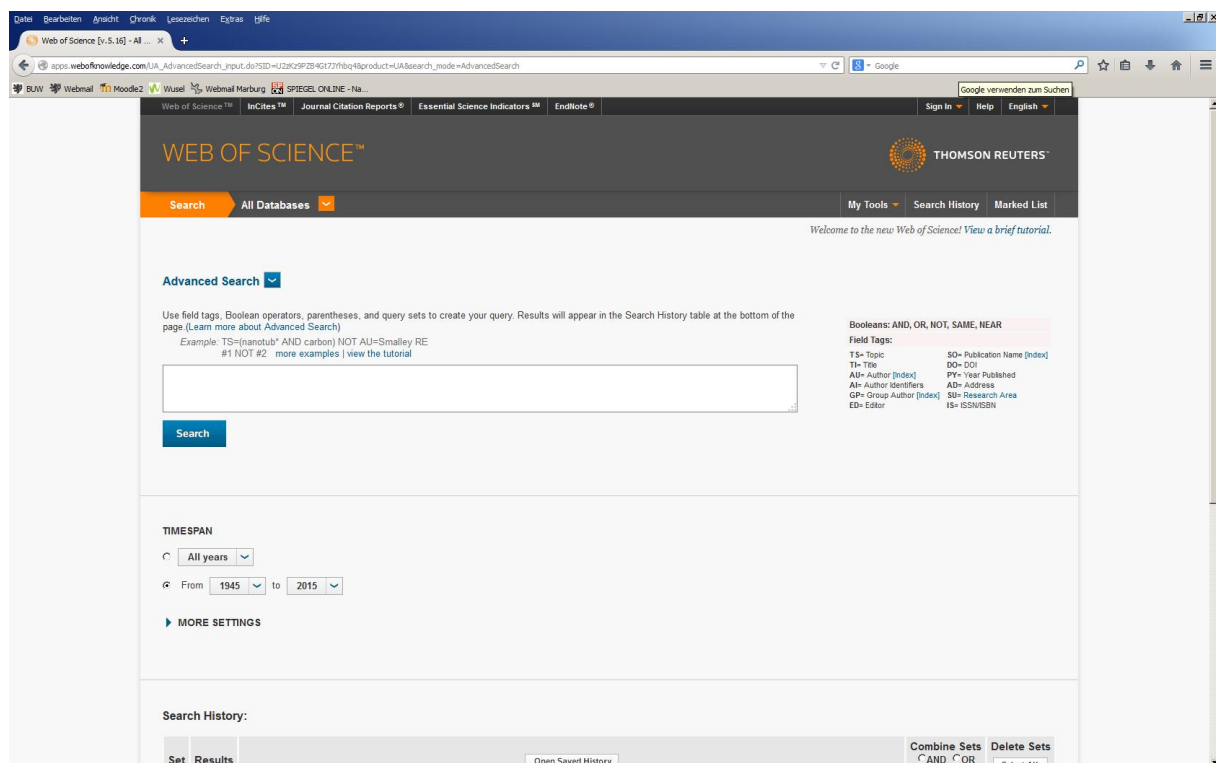 Datei Bearbeiten Ansicht Chronik Lesezeichen Extras Hilfe
Web of Science [v.5.16] - All ...
apps.webofknowledge.com/UA_AdvancedSearch_input.do?SID=U2zKz9PZB4Gt7JYhbq4&product=UA&search_mode=AdvancedSearch
Google
BUW Webmail Moodle2 Wusel Webmail Marburg SPIEGEL ONLINE - Na...
Google verwenden zum Suchen
Web of Science™ InCites™ Journal Citation Reports® Essential Science Indicators SM EndNote®
Sign In Help English
WEB OF SCIENCE™
THOMSON REUTERS™
Search All Databases
My Tools Search History Marked List
Welcome to the new Web of Science! View a brief tutorial.
Advanced Search
Use field tags, Boolean operators, parentheses, and query sets to create your query. Results will appear in the Search History table at the bottom of the
page.(Learn more about Advanced Search)
Example: TS=(nanotub* AND carbon) NOT AU=Smalley RE
#1 NOT #2 more examples | view the tutorial
Search
Booleans: AND, OR, NOT, SAME, NEAR
Field Tags:
TS= Topic
TI= Title
AU= Author [Index]
AI= Author Identifiers
GP= Group Author [Index]
ED= Editor
SO= Publication Name [Index]
DO= DOI
PY= Year Published
AD= Address
SU= Research Area
IS= ISSN/ISBN
TIMESPAN
All years
From 1945 to 2015
MORE SETTINGS
Search History:
Set Results
Open Saved History
Combine Sets
AND OR
Delete Sets
Select All